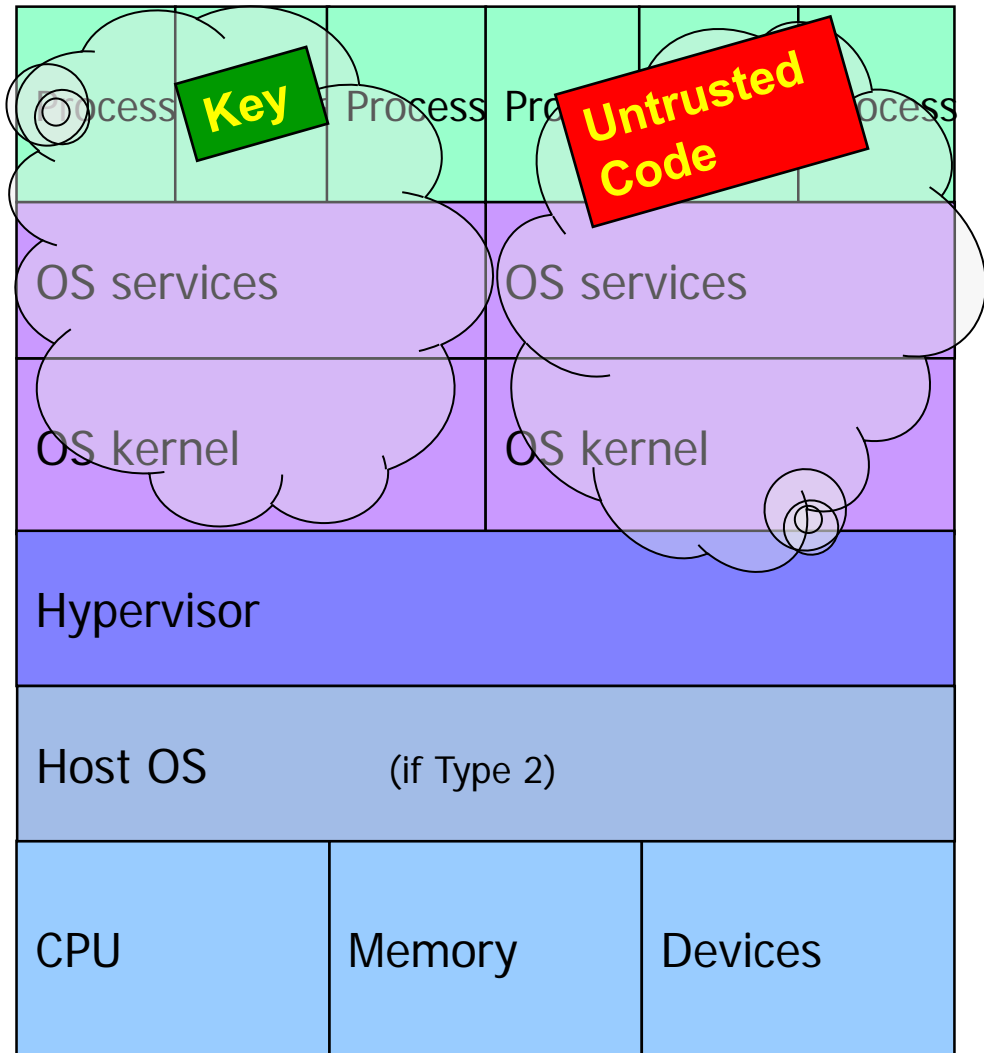 Process
Key
Process
Untrusted
Code
OS services
OS services
OS kernel
OS kernel
Hypervisor
Host OS
(if Type 2)
CPU
Memory
Devices